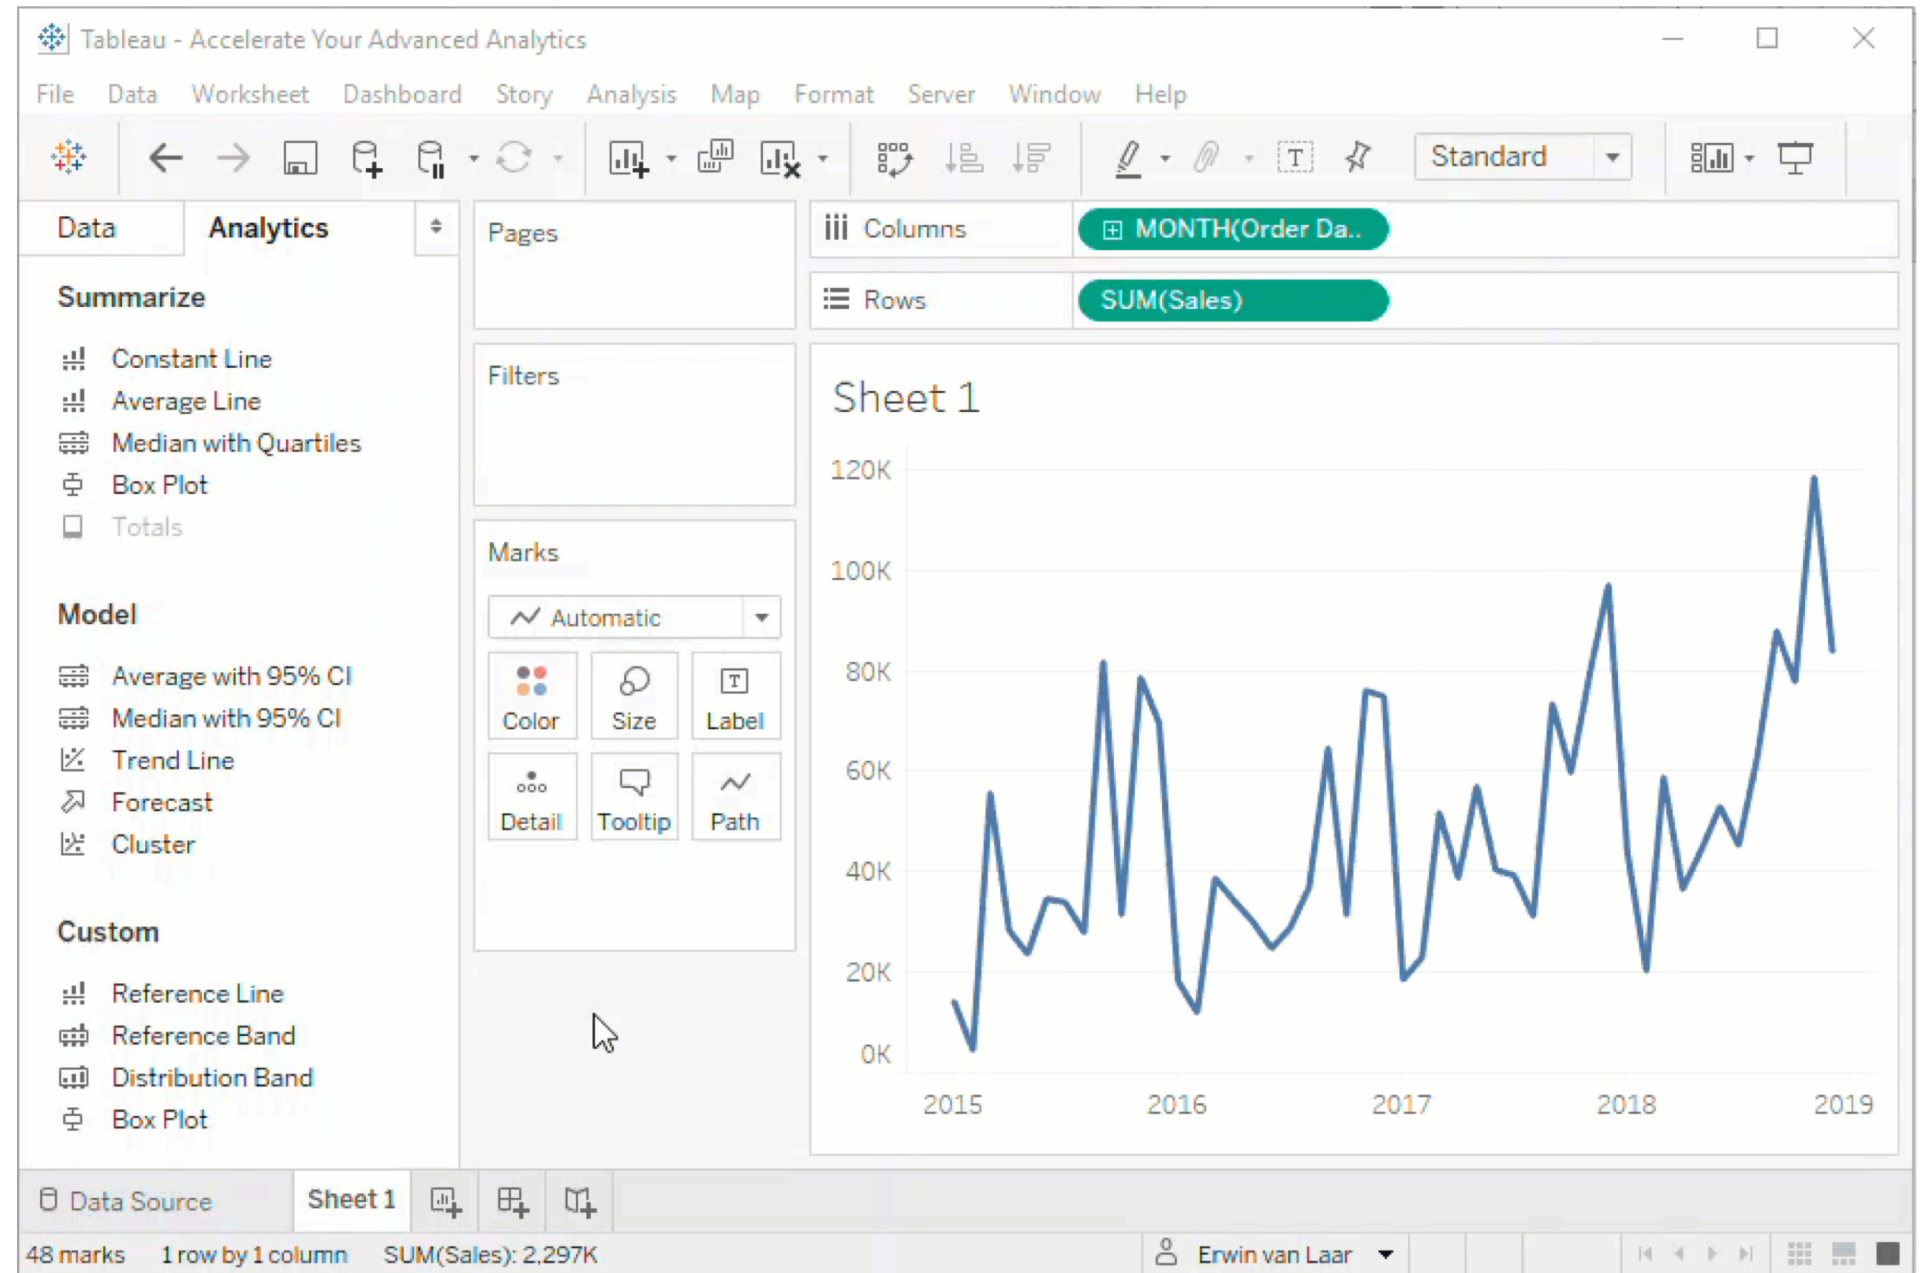 Tableau - Accelerate Your Advanced Analytics
File Data Worksheet Dashboard Story Analysis Map Format Server Window Help
Standard
Data Analytics
Summarize
Constant Line
Average Line
Median with Quartiles
Box Plot
Totals
Model
Average with 95% CI
Median with 95% CI
Trend Line
Forecast
Cluster
Custom
Reference Line
Reference Band
Distribution Band
Box Plot
Pages
Filters
Marks
Automatic
Color Size Label
Detail Tooltip Path
Columns MONTH(Order Da..
Rows SUM(Sales)
Sheet 1
120K
100K
80K
60K
40K
20K
0K
2015 2016 2017 2018 2019
Data Source Sheet 1
48 marks 1 row by 1 column SUM(Sales): 2,297K Erwin van Laar